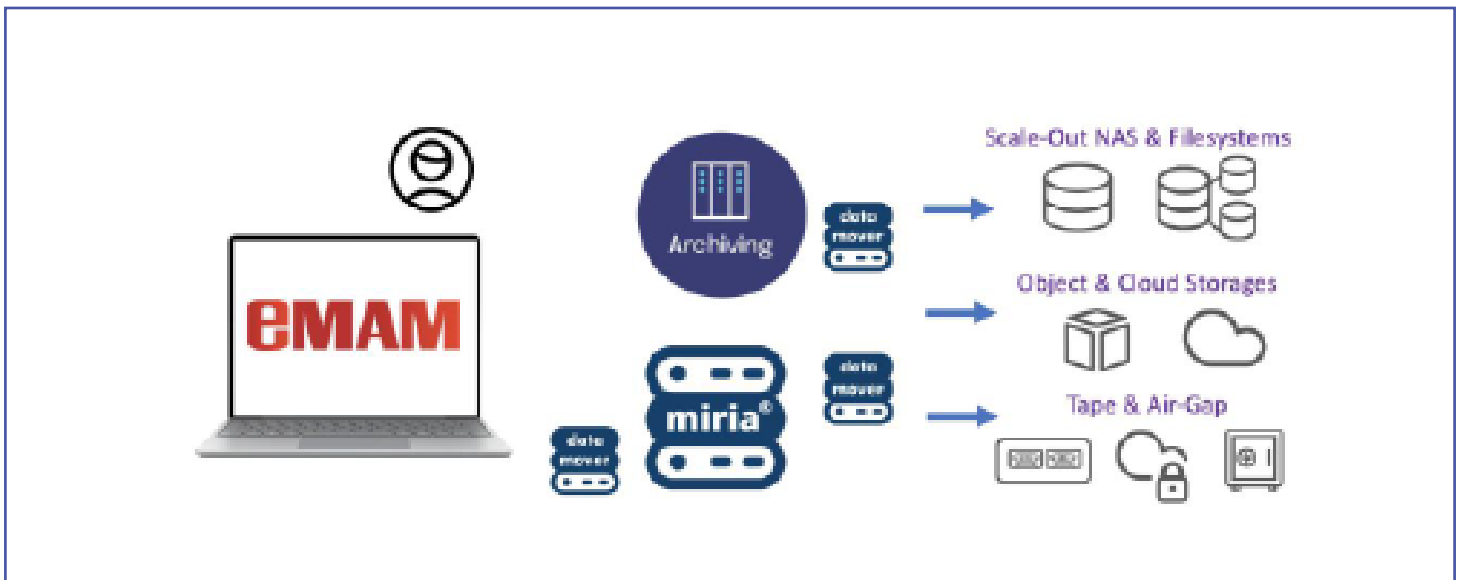 eMAM
Archiving
data
mover
miria®
data
mover
data
mover
Scale-Out NAS & Filesystems
Object & Cloud Storages
Tape & Air-Gap